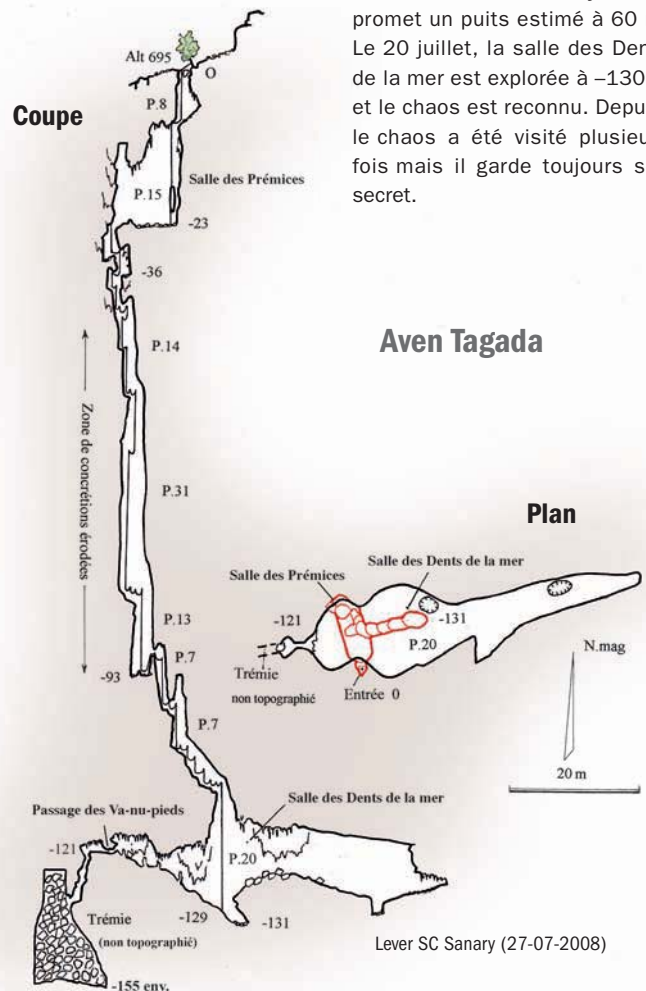 promet un puits estimé à 60
Le 20 juillet, la salle des Dent
de la mer est explorée à –130
et le chaos est reconnu. Depu
le chaos a été visité plusieu
fois mais il garde toujours s
secret.
Coupe
Alt 695
O
P.8
Salle des Prémices
P.15
-23
-36
P.14
Aven Tagada
Zone de concrétions érodées
P.31
Plan
Salle des Dents de la mer
Salle des Prémices
-121
-131
P.20
P.13
P.7
-93
Trémie
non topographié
Entrée 0
N.mag
P.7
20 m
Passage des Va-nu-pieds
Salle des Dents de la mer
-121
P.20
-129
-131
Trémie
(non topographié)
Lever SC Sanary (27-07-2008)
-155 env.